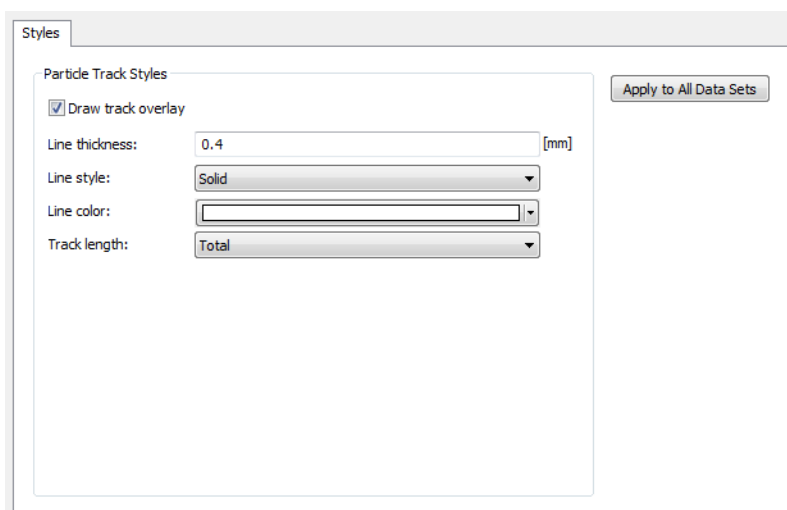 Styles
Particle Track Styles
Apply to All Data Sets
Draw track overlay
Line thickness: 0.4 [mm]
Line style: Solid
Line color:
Track length: Total